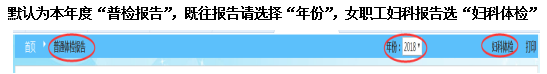 默认为本年度“普检报告”，既往报告请选择“年份”，女职工妇科报告选“妇科体检”
首页 普通体检报告 年份： 2018 妇科体检 打印